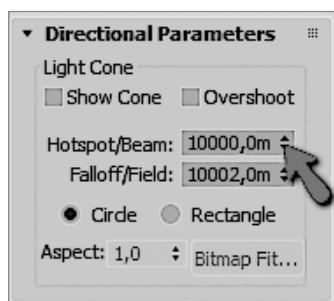 Directional Parameters
Light Cone
Show Cone Overshoot
Hotspot/Beam: 10000,0m
Falloff/Field: 10002,0m
Circle Rectangle
Aspect: 1,0 Bitmap Fit...